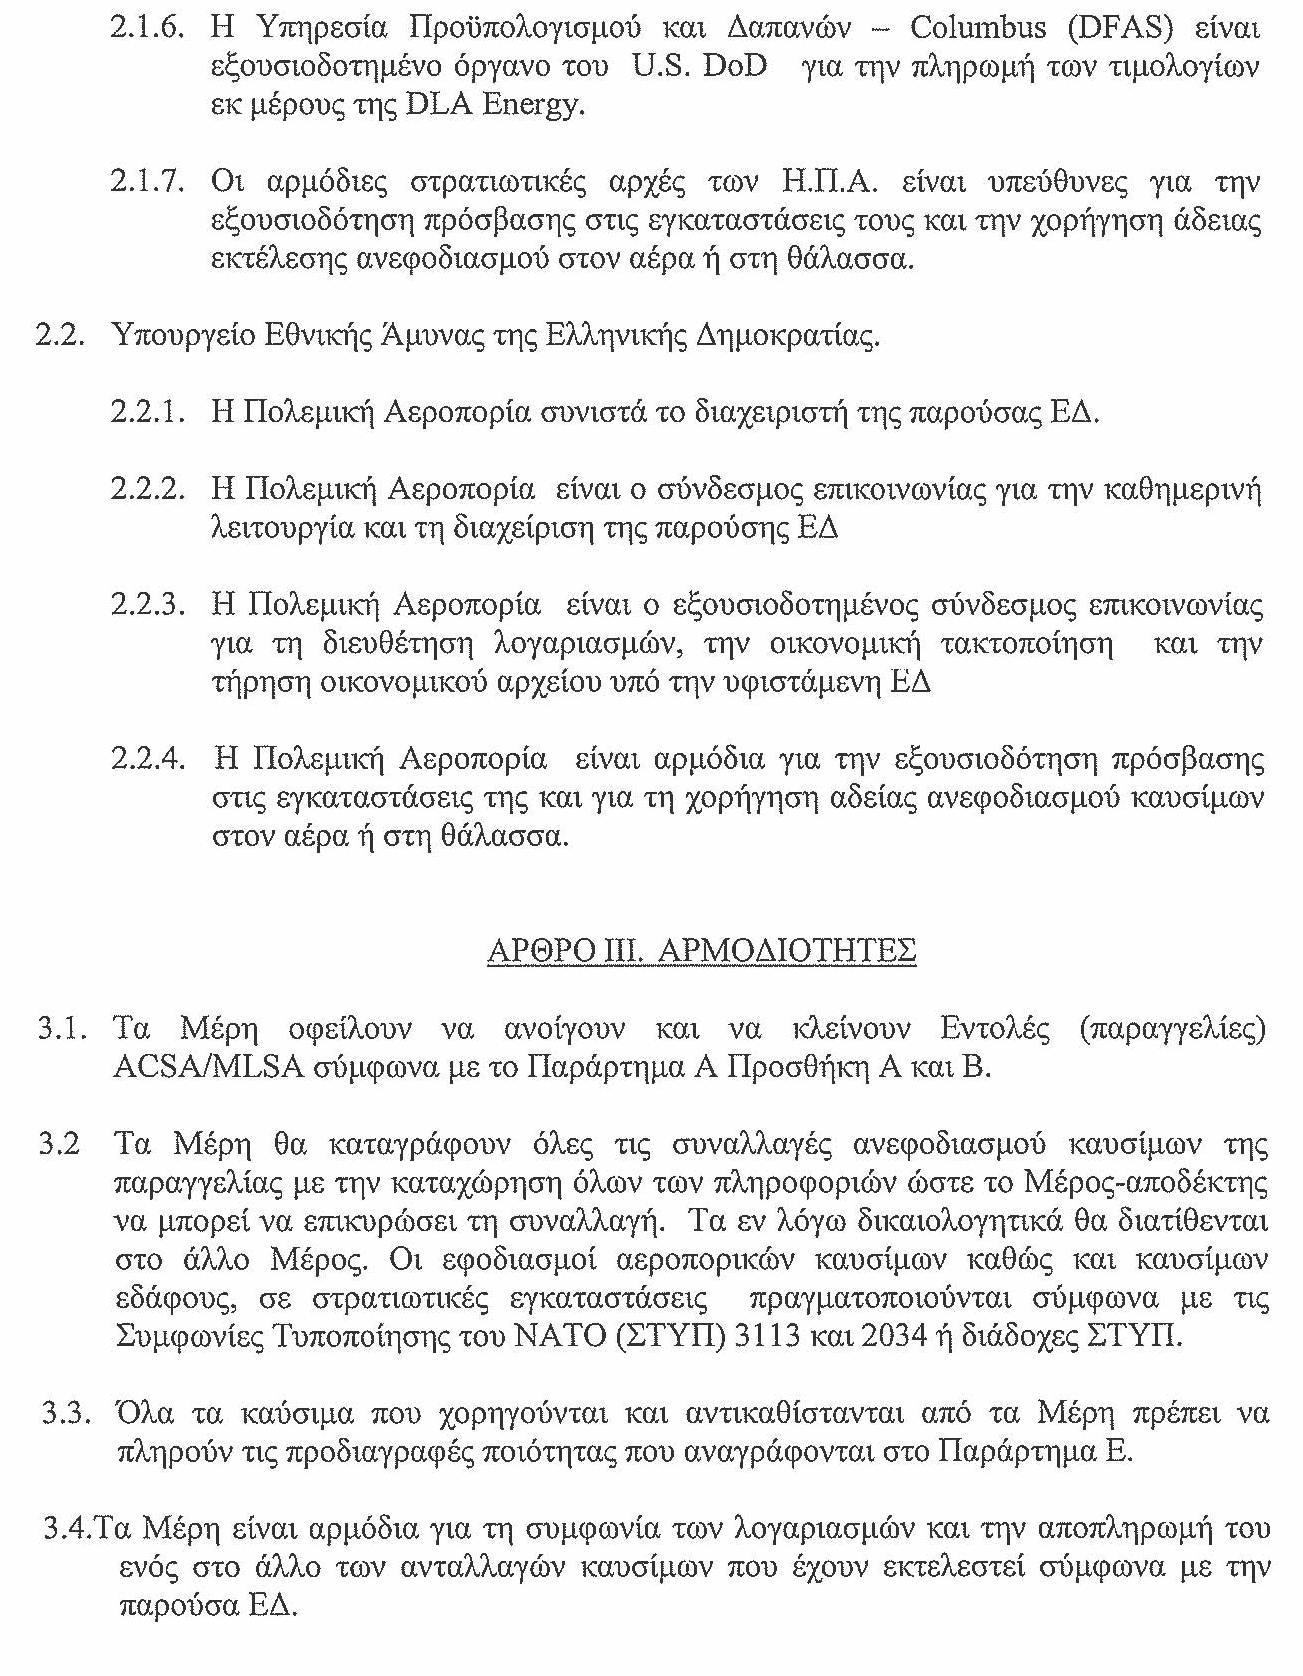 2.1.6. Η Υπηρεσία Προϋπολογισμού και Δαπανών – Columbus (DFAS) είναι
εξουσιοδοτημένο όργανο του U.S. DoD για την πληρωμή των τιμολογίων
εκ μέρους της DLA Energy.
2.1.7. Οι αρμόδιες στρατιωτικές αρχές των Η.Π.Α. είναι υπεύθυνες για την
εξουσιοδότηση πρόσβασης στις εγκαταστάσεις τους και την χορήγηση άδειας
εκτέλεσης ανεφοδιασμού στον αέρα ή στη θάλασσα.
2.2. Υπουργείο Εθνικής Άμυνας της Ελληνικής Δημοκρατίας.
2.2.1. Η Πολεμική Αεροπορία συνιστά το διαχειριστή της παρούσας ΕΔ.
2.2.2. Η Πολεμική Αεροπορία είναι ο σύνδεσμος επικοινωνίας για την καθημερινή
λειτουργία και τη διαχείριση της παρούσης ΕΔ
2.2.3. Η Πολεμική Αεροπορία είναι ο εξουσιοδοτημένος σύνδεσμος επικοινωνίας
για τη διευθέτηση λογαριασμών, την οικονομική τακτοποίηση και την
τήρηση οικονομικού αρχείου υπό την υφιστάμενη ΕΔ
2.2.4. Η Πολεμική Αεροπορία είναι αρμόδια για την εξουσιοδότηση πρόσβασης
στις εγκαταστάσεις της και για τη χορήγηση αδείας ανεφοδιασμού καυσίμων
στον αέρα ή στη θάλασσα.
ΑΡΘΡΟ ΙΙΙ. ΑΡΜΟΔΙΟΤΗΤΕΣ
3.1. Τα Μέρη οφείλουν να ανοίγουν και να κλείνουν Εντολές (παραγγελίες)
ACSA/MLSA σύμφωνα με το Παράρτημα Α Προσθήκη Α και Β.
3.2 Τα Μέρη θα καταγράφουν όλες τις συναλλαγές ανεφοδιασμού καυσίμων της
παραγγελίας με την καταχώρηση όλων των πληροφοριών ώστε το Μέρος-αποδέκτης
να μπορεί να επικυρώσει τη συναλλαγή. Τα εν λόγω δικαιολογητικά θα διατίθενται
στο άλλο Μέρος. Οι εφοδιασμοί αεροπορικών καυσίμων καθώς και καυσίμων
εδάφους, σε στρατιωτικές εγκαταστάσεις πραγματοποιούνται σύμφωνα με τις
Συμφωνίες Τυποποίησης του ΝΑΤΟ (ΣΤΥΠ) 3113 και 2034 ή διάδοχες ΣΤΥΠ.
3.3. Όλα τα καύσιμα που χορηγούνται και αντικαθίστανται από τα Μέρη πρέπει να
πληρούν τις προδιαγραφές ποιότητας που αναγράφονται στο Παράρτημα Ε.
3.4.Τα Μέρη είναι αρμόδια για τη συμφωνία των λογαριασμών και την αποπληρωμή του
ενός στο άλλο των ανταλλαγών καυσίμων που έχουν εκτελεστεί σύμφωνα με την
παρούσα ΕΔ.